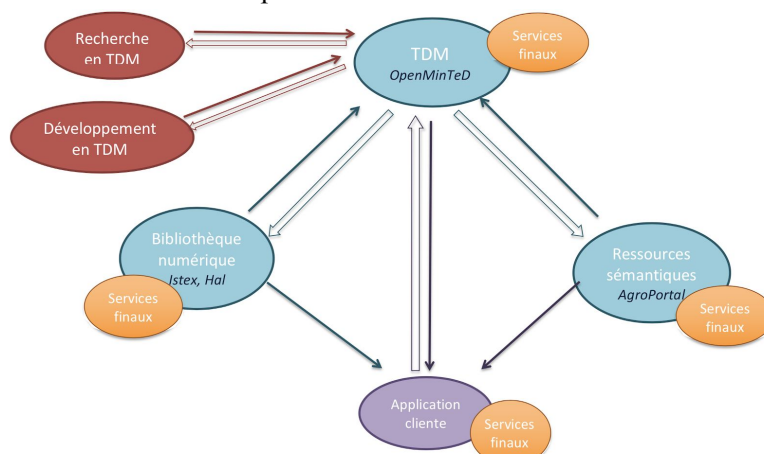 Recherche
en TDM
TDM
OpenMinTeD
Services
finaux
Développement
en TDM
Bibliothèque
numérique
Istex, Hal
Services
finaux
Ressources
sémantiques
AgroPortal
Services
finaux
Application
cliente
Services
finaux